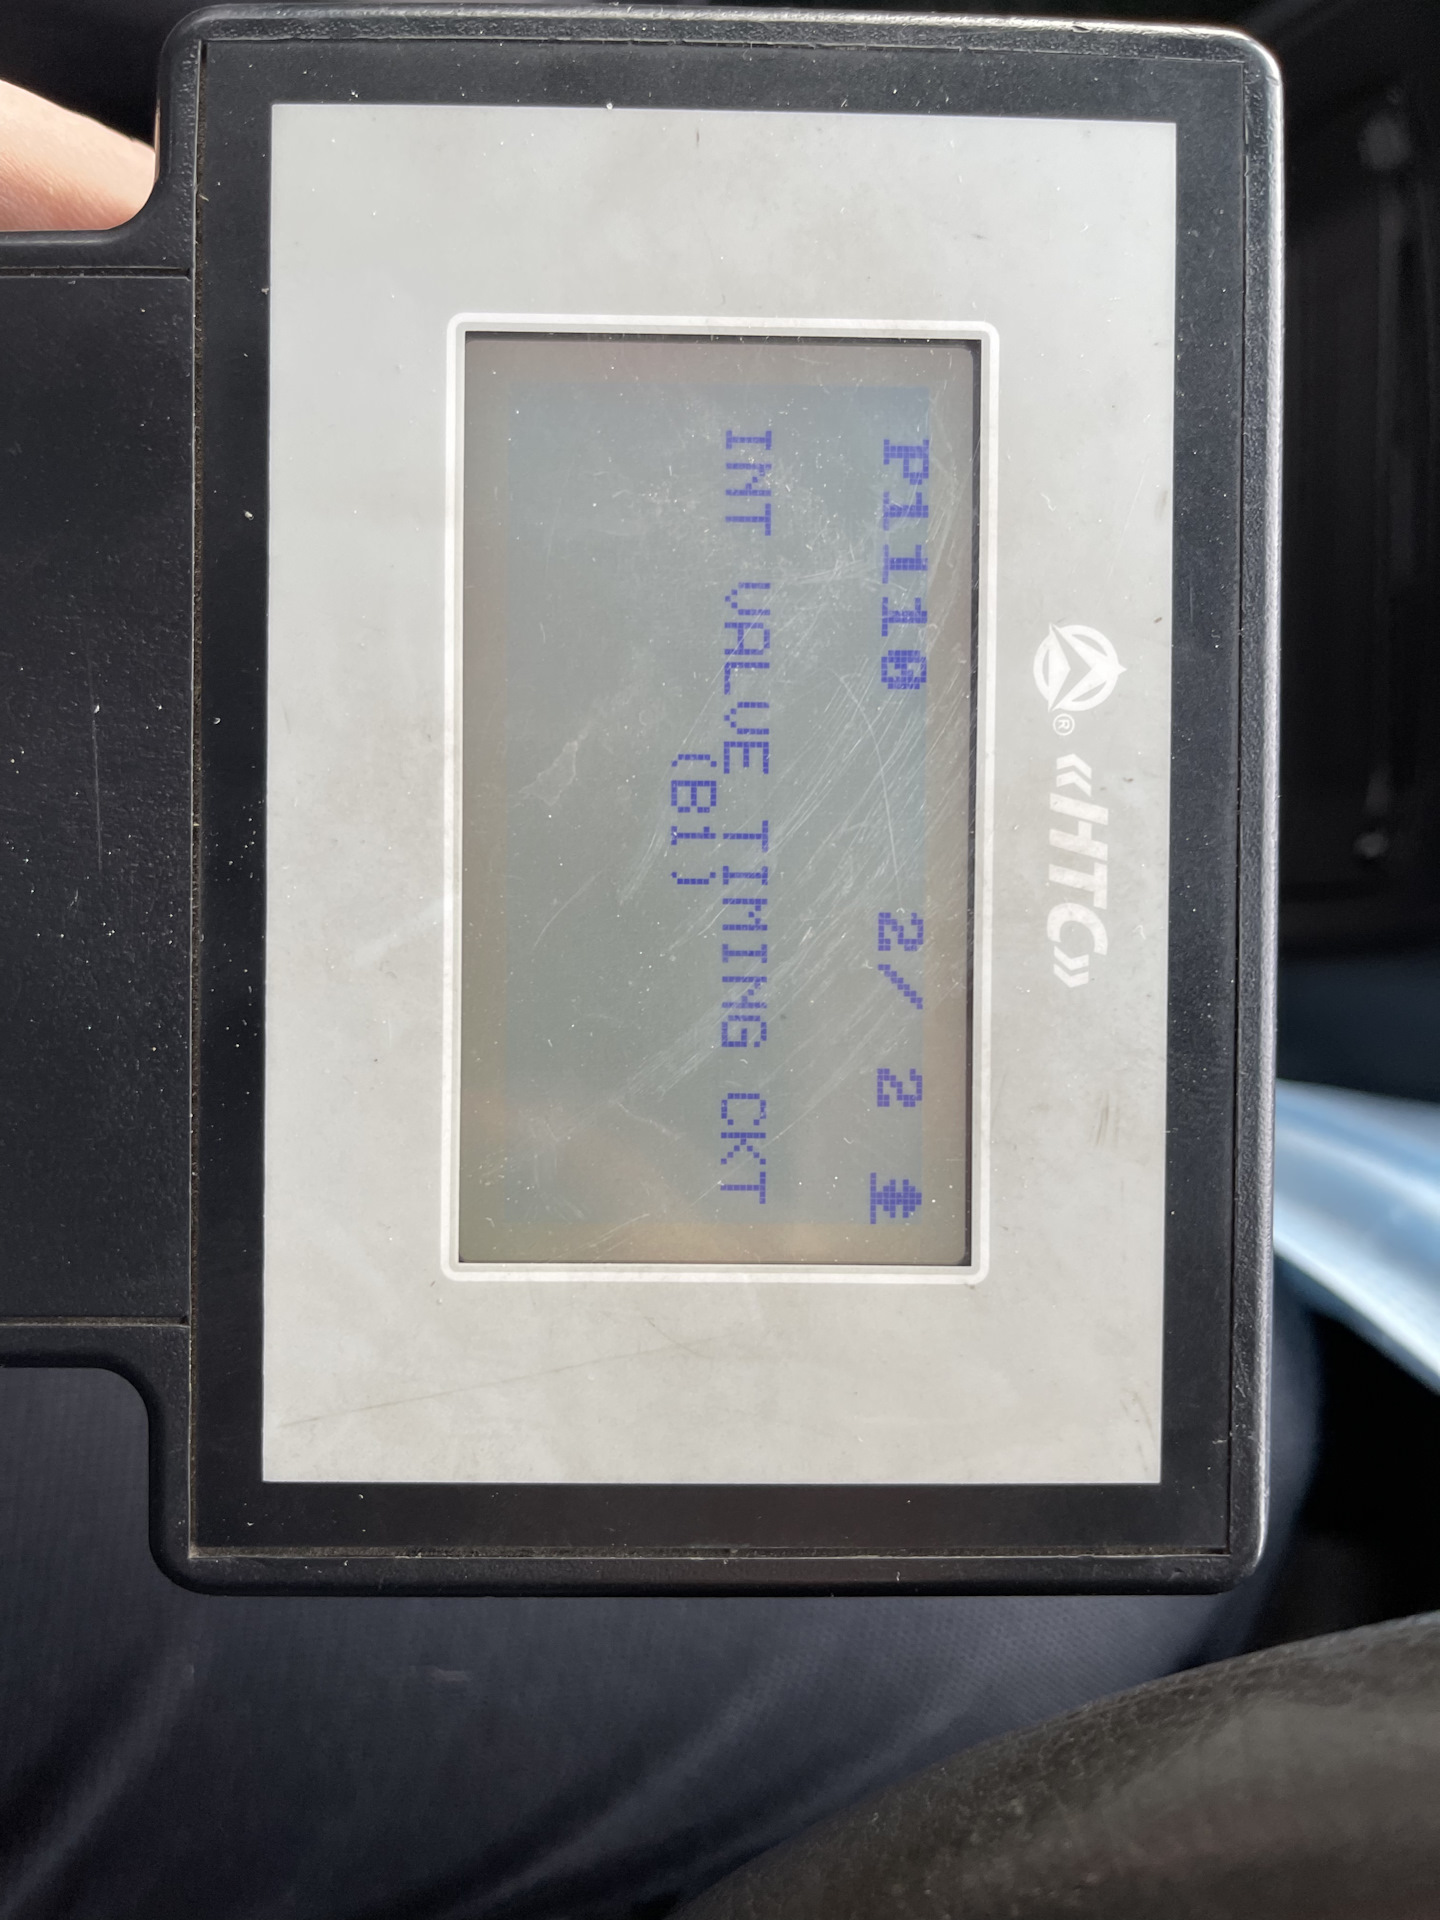 ®
«HTC»
P1110 2/ 2
INT VALVE TIMING CKT
(B1)